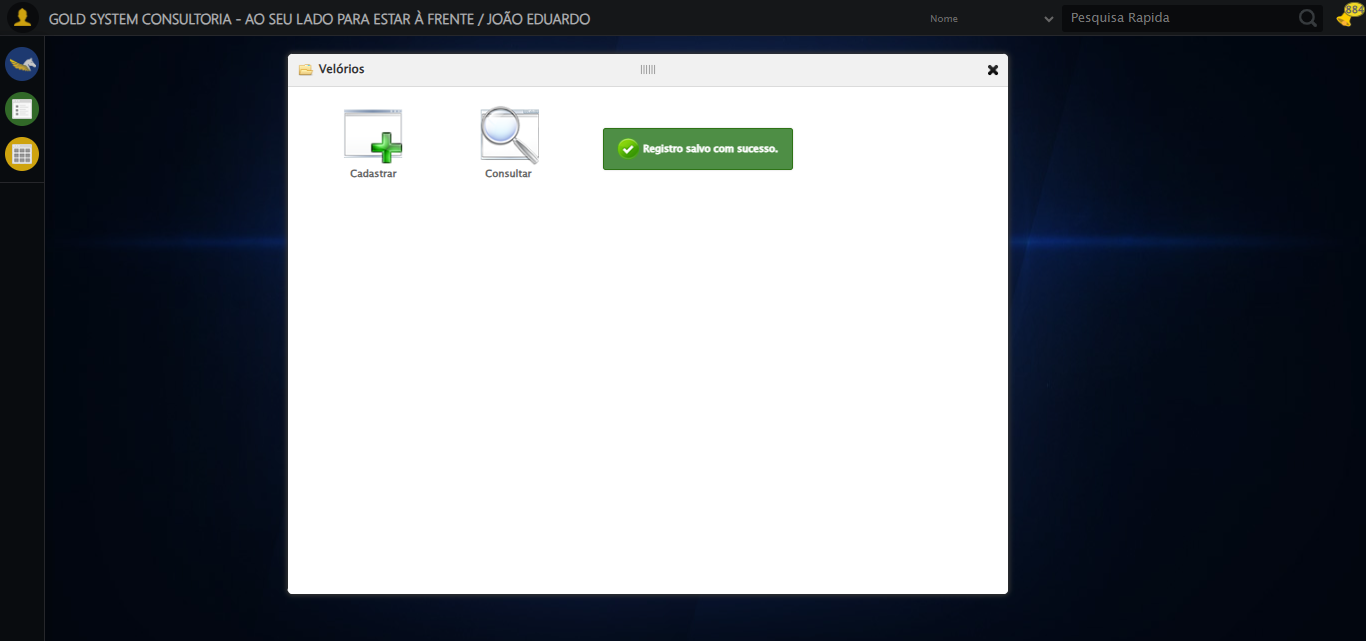 GOLD SYSTEM CONSULTORIA - AO SEU LADO PARA ESTAR À FRENTE / JOÃO EDUARDO
Nome
Pesquisa Rapida
884
Velórios
Cadastrar
Consultar
Registro salvo com sucesso.